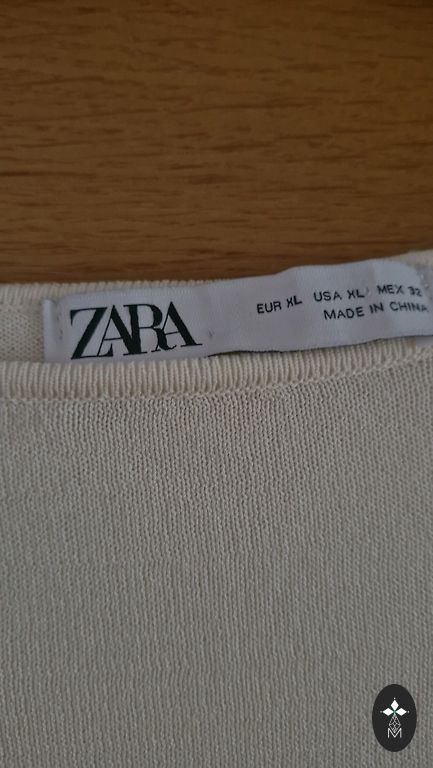 ZARA
EUR XL USA XL MEX 32
MADE IN CHINA
M